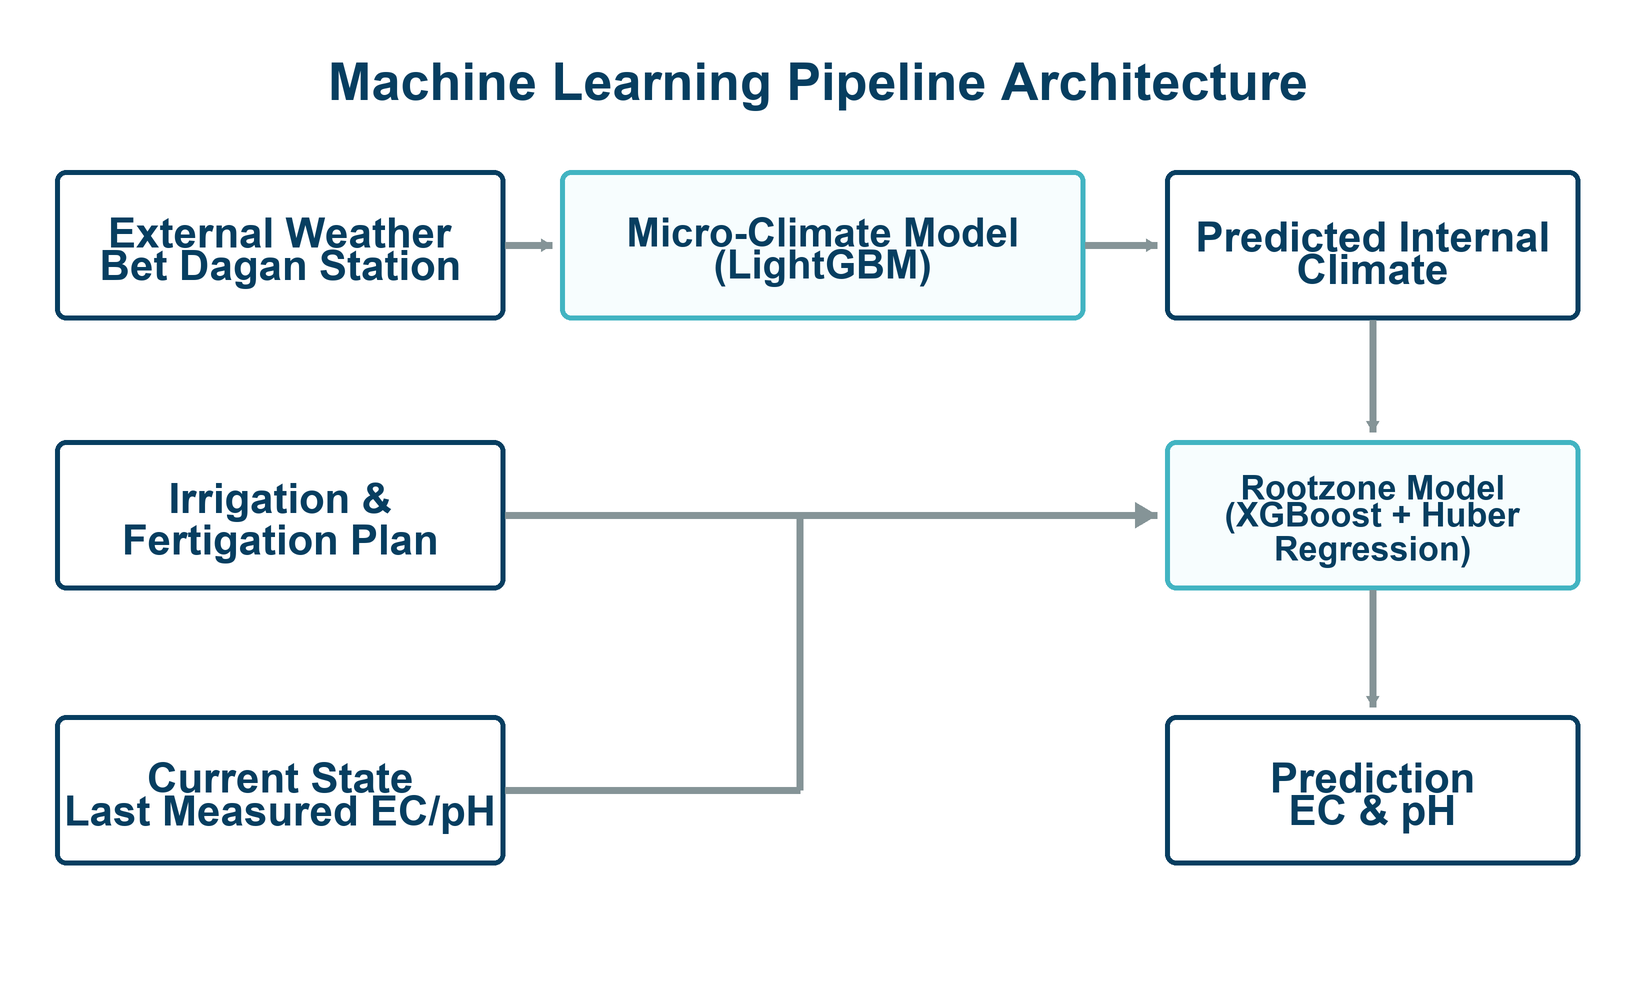 Machine Learning Pipeline Architecture
External Weather
Bet Dagan Station
Micro-Climate Model
(LightGBM)
Predicted Internal
Climate
Irrigation &
Fertigation Plan
Rootzone Model
(XGBoost + Huber
Regression)
Current State
Last Measured EC/pH
Prediction
EC & pH